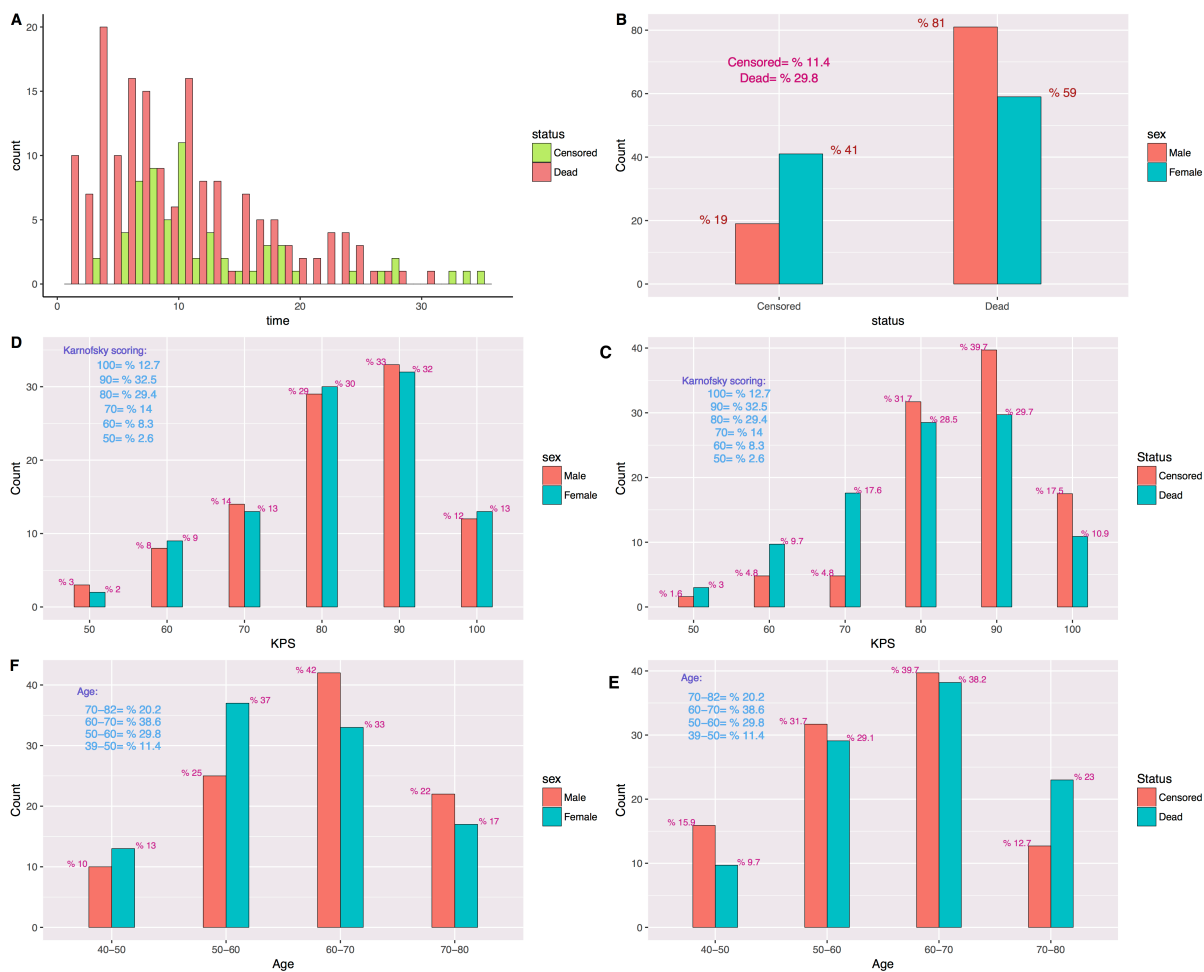 A
count
20
15
10
5
0
0
10
20
30
time
status
Censored
Dead
B
Count
80
60
40
20
0
Censored= % 11.4
Dead= % 29.8
% 19
% 41
% 81
% 59
Censored
Dead
status
sex
Male
Female
D
Count
30
20
10
0
Karnofsky scoring:
100= % 12.7
90= % 32.5
80= % 29.4
70= % 14
60= % 8.3
50= % 2.6
% 3
% 2
% 8
% 9
% 14
% 13
% 29
% 30
% 33
% 32
% 12
% 13
50
60
70
80
90
100
KPS
sex
Male
Female
C
Count
40
30
20
10
0
Karnofsky scoring:
100= % 12.7
90= % 32.5
80= % 29.4
70= % 14
60= % 8.3
50= % 2.6
% 1.6
% 3
% 4.8
% 9.7
% 4.8
% 17.6
% 31.7
% 28.5
% 39.7
% 29.7
% 17.5
% 10.9
50
60
70
80
90
100
KPS
Status
Censored
Dead
F
Count
40
30
20
10
0
Age:
70–82= % 20.2
60–70= % 38.6
50–60= % 29.8
39–50= % 11.4
% 10
% 13
% 25
% 37
% 42
% 33
% 22
% 17
40–50
50–60
60–70
70–80
Age
sex
Male
Female
E
Count
40
30
20
10
0
Age:
70–82= % 20.2
60–70= % 38.6
50–60= % 29.8
39–50= % 11.4
% 15.9
% 9.7
% 31.7
% 29.1
% 39.7
% 38.2
% 12.7
% 23
40–50
50–60
60–70
70–80
Age
Status
Censored
Dead